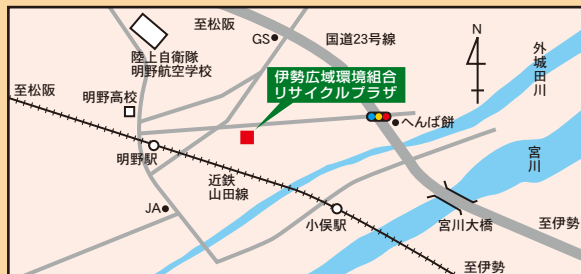 至松阪
GS
国道23号線
N
外城田川
陸上自衛隊
明野航空学校
伊勢広域環境組合
リサイクルプラザ
至松阪
明野高校
へんば餅
明野駅
宮川
近鉄
山田線
JA
小俣駅
宮川大橋
至伊勢
至伊勢